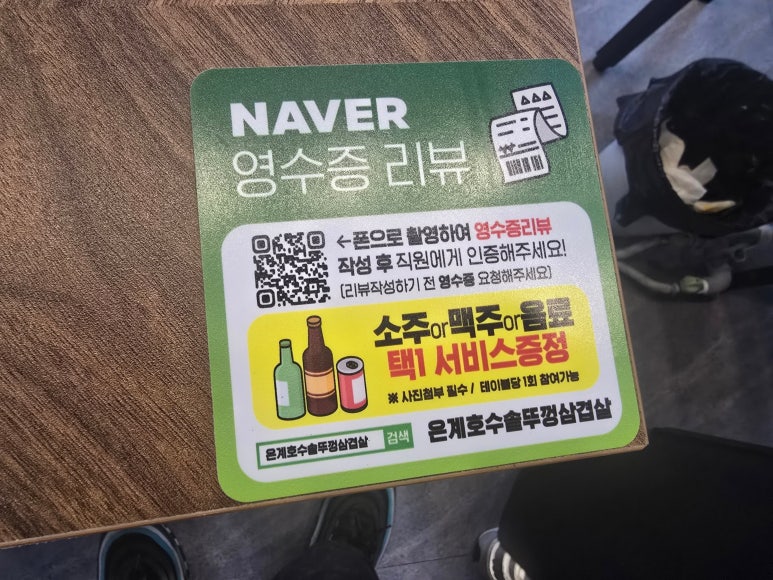 NAVER
영수증 리뷰
←폰으로 촬영하여 영수증리뷰
작성 후 직원에게 인증해주세요!
(리뷰작성하기 전 영수증 요청해주세요)
소주or맥주or음료
택1 서비스증정
※ 사진첨부 필수 / 테이블당 1회 참여가능
은계호수솥뚜껑삼겹살 검색
은계호수솥뚜껑삼겹살